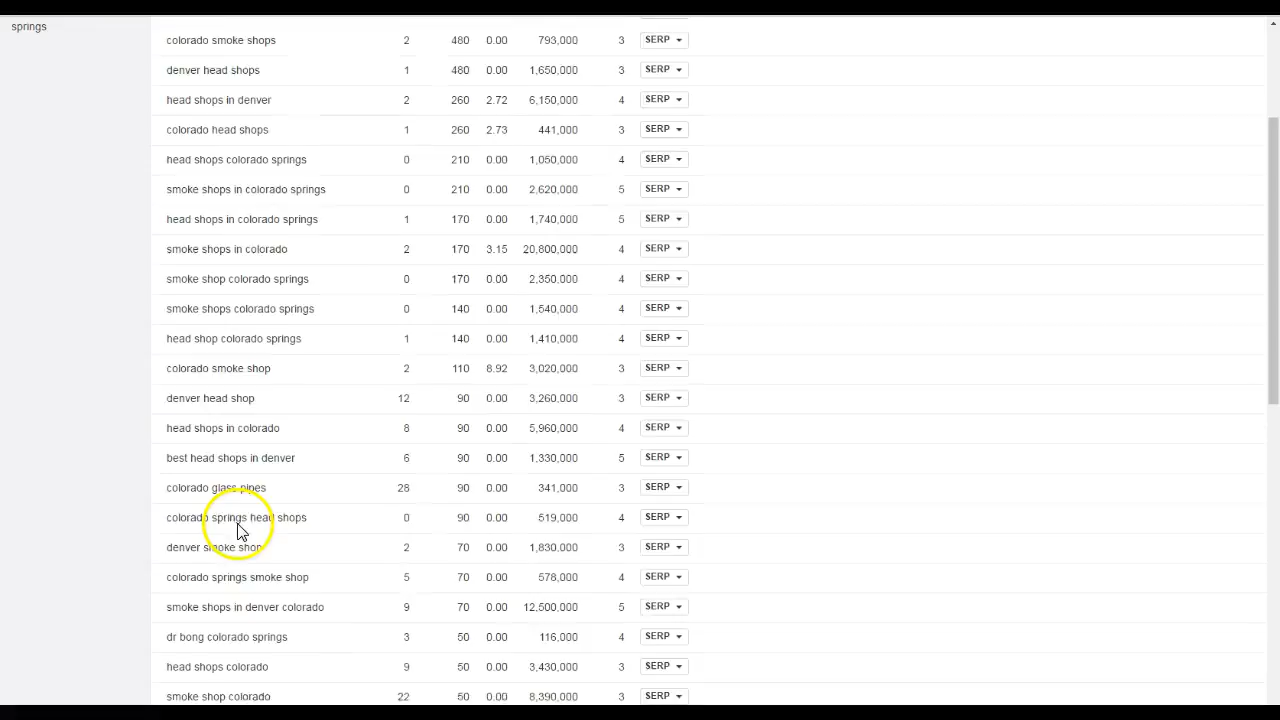 springs
colorado smoke shops 2 480 0.00 793,000 3 SERP
denver head shops 1 480 0.00 1,650,000 3 SERP
head shops in denver 2 260 2.72 6,150,000 4 SERP
colorado head shops 1 260 2.73 441,000 3 SERP
head shops colorado springs 0 210 0.00 1,050,000 4 SERP
smoke shops in colorado springs 0 210 0.00 2,620,000 5 SERP
head shops in colorado springs 1 170 0.00 1,740,000 5 SERP
smoke shops in colorado 2 170 3.15 20,800,000 4 SERP
smoke shop colorado springs 0 170 0.00 2,350,000 4 SERP
smoke shops colorado springs 0 140 0.00 1,540,000 4 SERP
head shop colorado springs 1 140 0.00 1,410,000 4 SERP
colorado smoke shop 2 110 8.92 3,020,000 3 SERP
denver head shop 12 90 0.00 3,260,000 3 SERP
head shops in colorado 8 90 0.00 5,960,000 4 SERP
best head shops in denver 6 90 0.00 1,330,000 5 SERP
colorado glass pipes 28 90 0.00 341,000 3 SERP
colorado springs head shops 0 90 0.00 519,000 4 SERP
denver smoke shop 2 70 0.00 1,830,000 3 SERP
colorado springs smoke shop 5 70 0.00 578,000 4 SERP
smoke shops in denver colorado 9 70 0.00 12,500,000 5 SERP
dr bong colorado springs 3 50 0.00 116,000 4 SERP
head shops colorado 9 50 0.00 3,430,000 3 SERP
smoke shop colorado 22 50 0.00 8,390,000 3 SERP